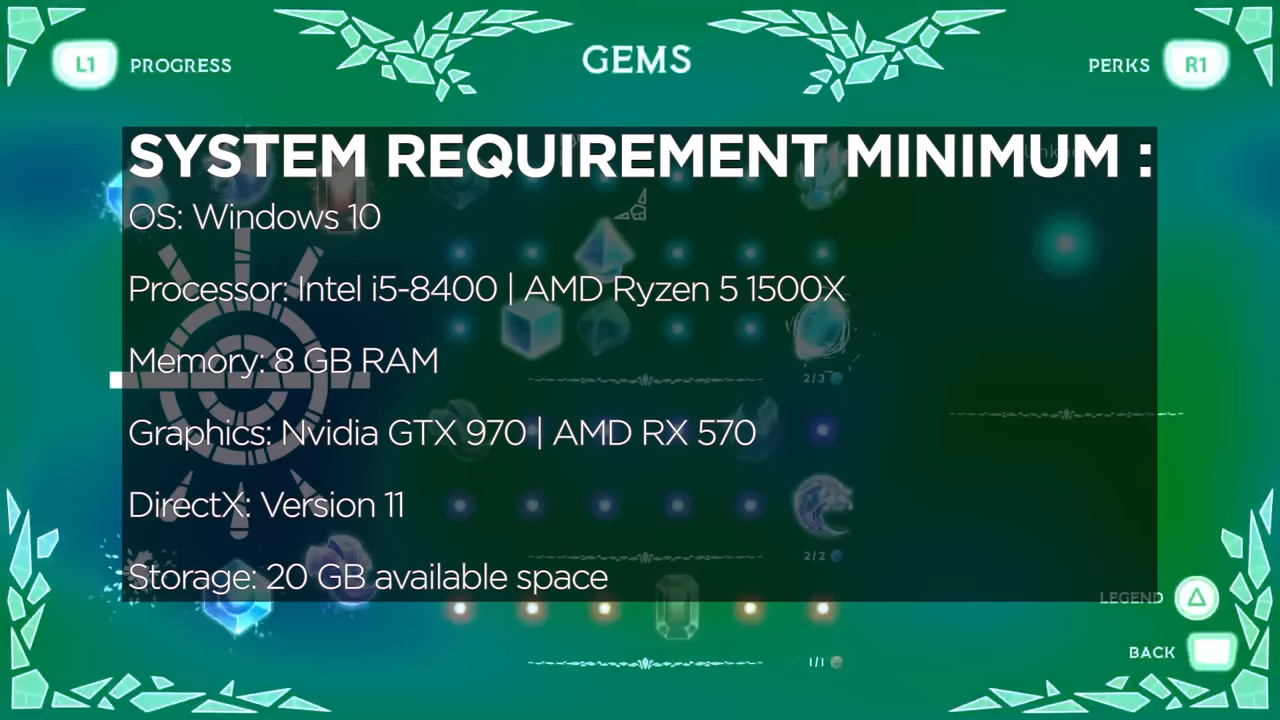 L1 PROGRESS
GEMS
PERKS R1
SYSTEM REQUIREMENT MINIMUM :
OS: Windows 10
Processor: Intel i5-8400 | AMD Ryzen 5 1500X
2/3
Memory: 8 GB RAM
Graphics: Nvidia GTX 970 | AMD RX 570
DirectX: Version 11
2/2
Storage: 20 GB available space
LEGEND
BACK
1/1